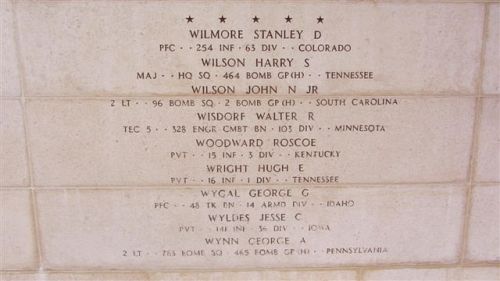 ★ ★ ★ ★ ★
WILMORE STANLEY D
PFC · · 254 INF · 63 DIV · · COLORADO
WILSON HARRY S
MAJ · · HQ SQ · 464 BOMB GP(H) · · TENNESSEE
WILSON JOHN N JR
2 LT · · 96 BOMB SQ · 2 BOMB GP(H) · · SOUTH CAROLINA
WISDORF WALTER R
TEC 5 · · 328 ENGR CMBT BN · 103 DIV · · MINNESOTA
WOODWARD ROSCOE
PVT · · 15 INF · 3 DIV · · KENTUCKY
WRIGHT HUGH E
PVT · · 16 INF · 1 DIV · · TENNESSEE
WYGAL GEORGE G
PFC · · 48 TK BN · 14 ARMD DIV · · IDAHO
WYLDES JESSE C
PVT · · 141 INF · 36 DIV · · IOWA
WYNN GEORGE A
2 LT · · BOMB SQ · 465 BOMB GP(H) · · PENNSYLVANIA